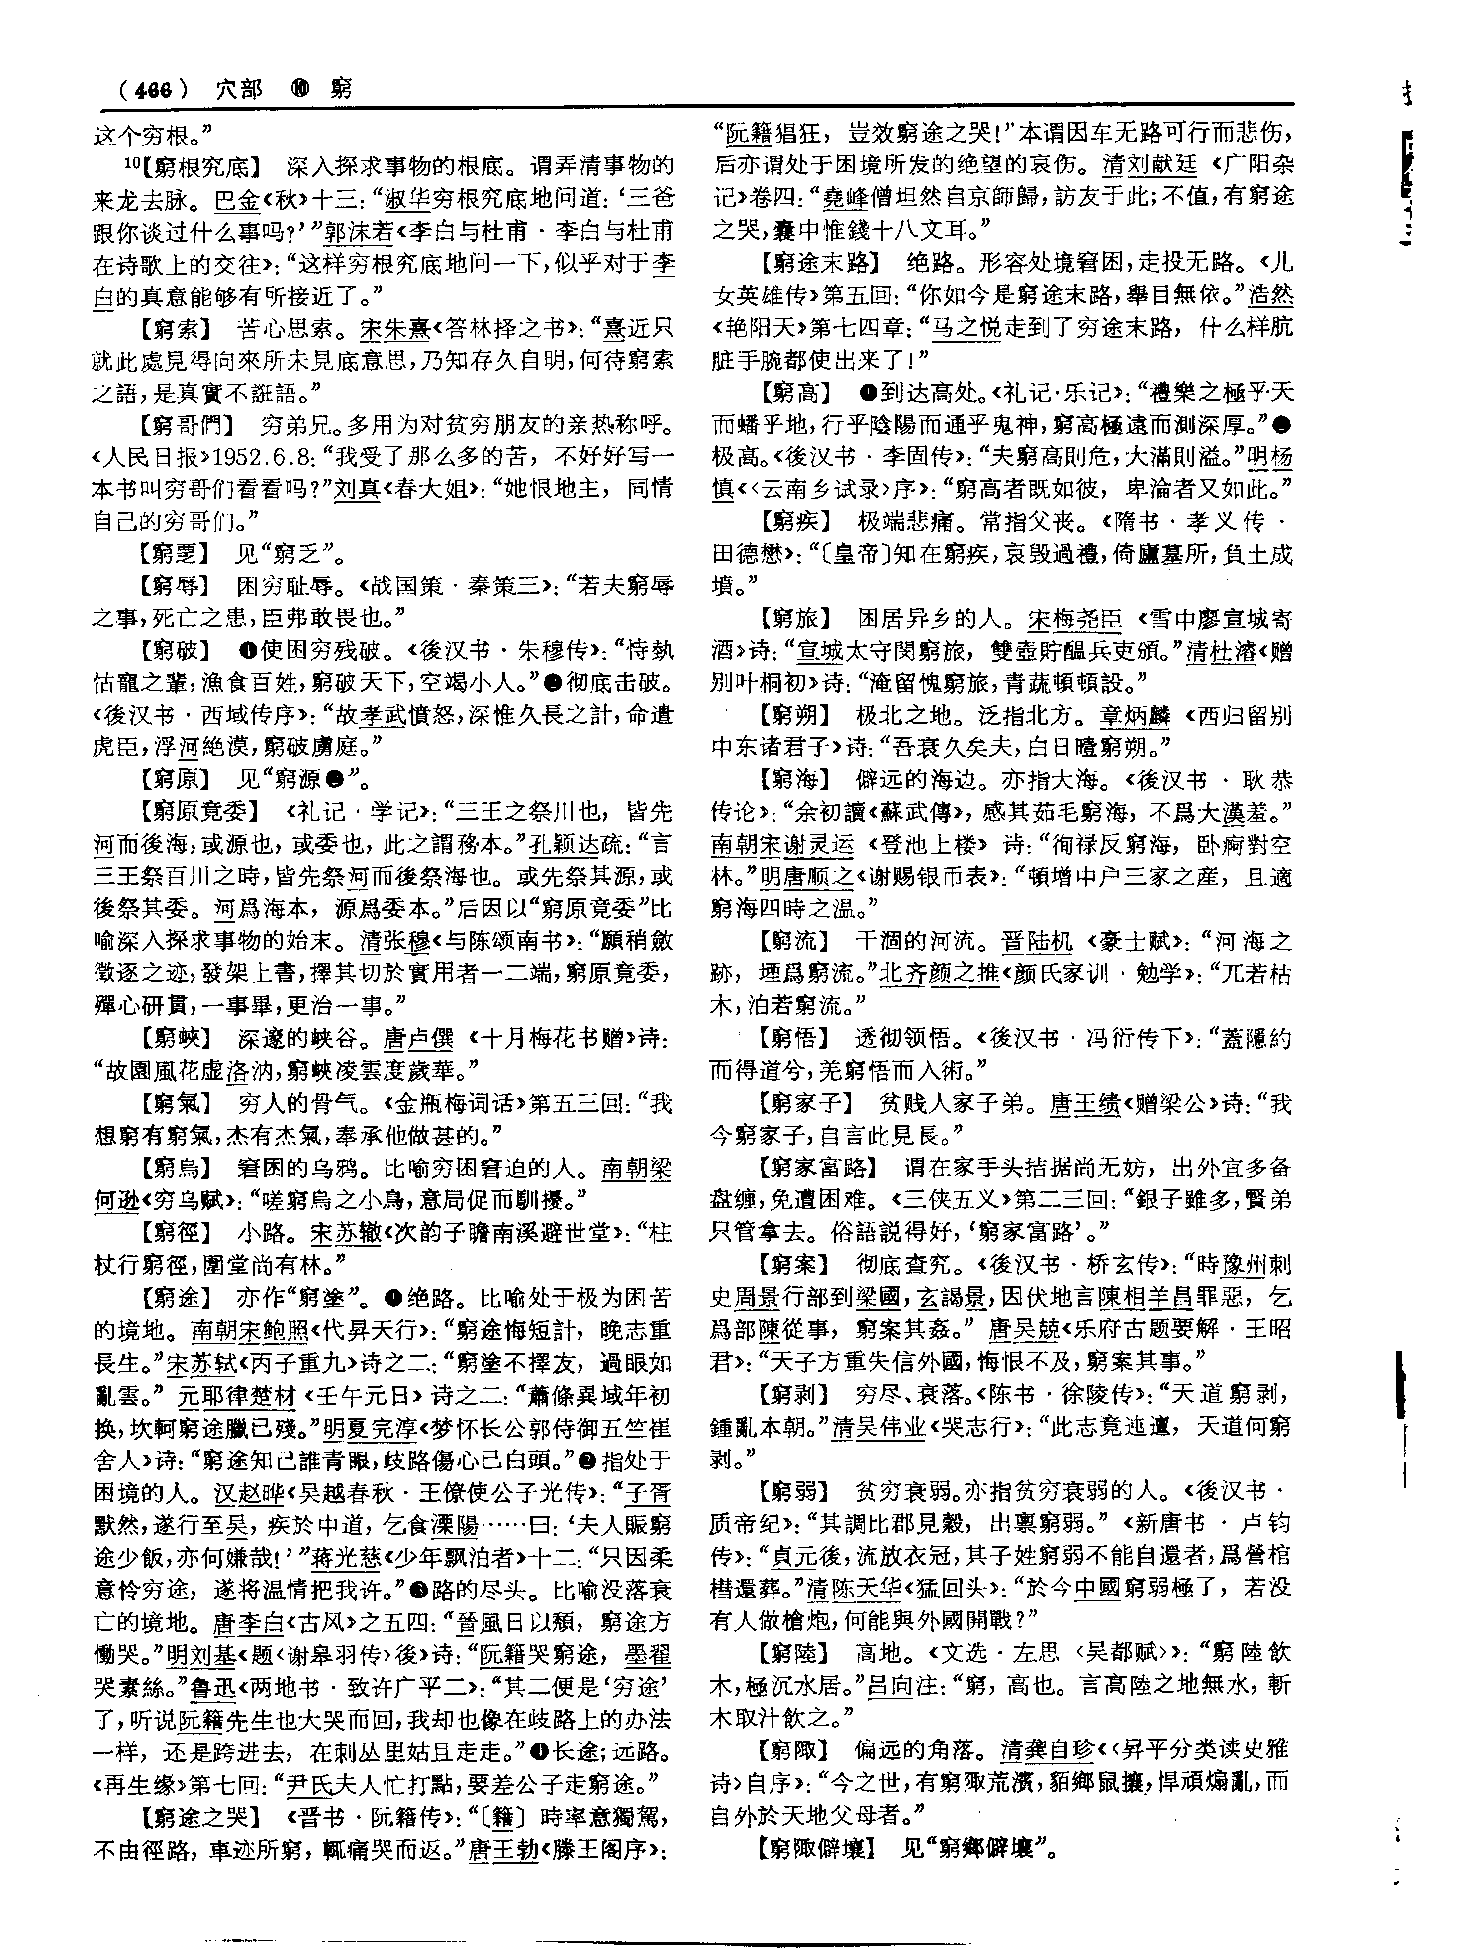 （466） 穴部 ⑩ 窮
这个穷根。”
10【窮根究底】 深入探求事物的根底。谓弄清事物的
来龙去脉。巴金《秋》十三：“淑华穷根究底地问道：‘三爸
跟你谈过什么事吗？’”郭沫若《李白与杜甫·李白与杜甫
在诗歌上的交往》：“这样穷根究底地问一下，似乎对于李
白的真意能够有所接近了。”
【窮索】 苦心思索。宋朱熹《答林择之书》：“熹近只
就此處見得向來所未見底意思，乃知存久自明，何待窮索
之語，是真實不誑語。”
【窮哥們】 穷弟兄。多用为对贫穷朋友的亲热称呼。
《人民日报》1952.6.8：“我受了那么多的苦，不好好写一
本书叫穷哥们看看吗？”刘真《春大姐》：“她恨地主，同情
自己的穷哥们。”
【窮覂】 见“窮乏”。
【窮辱】 困穷耻辱。《战国策·秦策三》：“若夫窮辱
之事，死亡之患，臣弗敢畏也。”
【窮破】 ❶使困穷残破。《後汉书·朱穆传》：“恃埶
怙寵之輩，漁食百姓，窮破天下，空竭小人。”❷彻底击破。
《後汉书·西域传序》：“故孝武憤怒，深惟久長之計，命遣
虎臣，浮河絶漠，窮破虜庭。”
【窮原】 见“窮源●”。
【窮原竟委】 《礼记·学记》：“三王之祭川也，皆先
河而後海，或源也，或委也，此之謂務本。”孔颖达疏：“言
三王祭百川之時，皆先祭河而後祭海也。或先祭其源，或
後祭其委。河爲海本，源爲委本。”后因以“窮原竟委”比
喻深入探求事物的始末。清张穆《与陈颂南书》：“願稍斂
徵逐之迹，發架上書，擇其切於實用者一二端，窮原竟委，
殫心研貫，一事畢，更治一事。”
【窮峽】 深邃的峡谷。唐卢僎《十月梅花书赠》诗：
“故園風花虚洛汭，窮峽凌雲度歲華。”
【窮氣】 穷人的骨气。《金瓶梅词话》第五三回：“我
想窮有窮氣，杰有杰氣，奉承他做甚的。”
【窮烏】 窘困的乌鸦。比喻穷困窘迫的人。南朝梁
何逊《穷乌赋》：“嗟窮烏之小鳥，意局促而馴擾。”
【窮徑】 小路。宋苏辙《次韵子瞻南溪避世堂》：“柱
杖行窮徑，圍堂尚有林。”
【窮途】 亦作“窮塗”。❶绝路。比喻处于极为困苦
的境地。南朝宋鲍照《代昇天行》：“窮途悔短計，晚志重
長生。”宋苏轼《丙子重九》诗之二：“窮塗不擇友，過眼如
亂雲。”元耶律楚材《壬午元日》诗之二：“蕭條異域年初
换，坎軻窮途臘已殘。”明夏完淳《梦怀长公郭侍御五竺崔
舍人》诗：“窮途知已誰青眼，歧路傷心已白頭。”❷指处于
困境的人。汉赵晔《吴越春秋·王僚使公子光传》：“子胥
默然，遂行至吴，疾於中道，乞食溧陽……曰：‘夫人賑窮
途少飯，亦何嫌哉！’”蒋光慈《少年飘泊者》十二：“只因柔
意怜穷途，遂将温情把我许。”❸路的尽头。比喻没落衰
亡的境地。唐李白《古风》之五四：“晉風日以頽，窮途方
慟哭。”明刘基《题〈谢皋羽传〉後》诗：“阮籍哭窮途，墨翟
哭素絲。”鲁迅《两地书·致许广平二》：“其二便是‘穷途’
了，听说阮籍先生也大哭而回，我却也像在歧路上的办法
一样，还是跨进去，在刺丛里姑且走走。”❹长途；远路。
《再生缘》第七回：“尹氏夫人忙打點，要差公子走窮途。”
【窮途之哭】 《晋书·阮籍传》：“〔籍〕時率意獨駕，
不由徑路，車迹所窮，輒痛哭而返。”唐王勃《滕王阁序》：
“阮籍猖狂，豈效窮途之哭！”本谓因车无路可行而悲伤，
后亦谓处于困境所发的绝望的哀伤。清刘献廷《广阳杂
记》卷四：“堯峰僧坦然自京師歸，訪友于此；不值，有窮途
之哭，囊中惟錢十八文耳。”
【窮途末路】 绝路。形容处境窘困，走投无路。《儿
女英雄传》第五回：“你如今是窮途末路，舉目無依。”浩然
《艳阳天》第七四章：“马之悦走到了穷途末路，什么样肮
脏手腕都使出来了！”
【窮高】 ❶到达高处。《礼记·乐记》：“禮樂之極乎天
而蟠乎地，行乎陰陽而通乎鬼神，窮高極遠而測深厚。”❷
极高。《後汉书·李固传》：“夫窮高則危，大滿則溢。”明杨
慎《〈云南乡试录〉序》：“窮高者既如彼，卑淪者又如此。”
【窮疾】 极端悲痛。常指父丧。《隋书·孝义传·
田德懋》：“〔皇帝〕知在窮疾，哀毁過禮，倚廬墓所，負土成
墳。”
【窮旅】 困居异乡的人。宋梅尧臣《雪中廖宣城寄
酒》诗：“宣城太守閔窮旅，雙壺貯醖兵吏頒。”清杜濬《赠
别叶桐初》诗：“淹留愧窮旅，青蔬頓頓設。”
【窮朔】 极北之地。泛指北方。章炳麟《西归留别
中东诸君子》诗：“吾衰久矣夫，白日曀窮朔。”
【窮海】 僻远的海边。亦指大海。《後汉书·耿恭
传论》：“余初讀《蘇武傳》，感其茹毛窮海，不爲大漢羞。”
南朝宋谢灵运《登池上楼》诗：“徇禄反窮海，卧痾對空
林。”明唐顺之《谢赐银币表》：“頓增中户三家之産，且適
窮海四時之温。”
【窮流】 干涸的河流。晋陆机《豪士赋》：“河海之
跡，堙爲窮流。”北齐颜之推《颜氏家训·勉学》：“兀若枯
木，泊若窮流。”
【窮悟】 透彻领悟。《後汉书·冯衍传下》：“蓋隱約
而得道兮，羌窮悟而入術。”
【窮家子】 贫贱人家子弟。唐王绩《赠梁公》诗：“我
今窮家子，自言此見長。”
【窮家富路】 谓在家手头拮据尚无妨，出外宜多备
盘缠，免遭困难。《三侠五义》第二三回：“銀子雖多，賢弟
只管拿去。俗語説得好，‘窮家富路’。”
【窮案】 彻底查究。《後汉书·桥玄传》：“時豫州刺
史周景行部到梁國，玄謁景，因伏地言陳相羊昌罪惡，乞
爲部陳從事，窮案其姦。”唐吴兢《乐府古题要解·王昭
君》：“天子方重失信外國，悔恨不及，窮案其事。”
【窮剥】 穷尽、衰落。《陈书·徐陵传》：“天道窮剥，
鍾亂本朝。”清吴伟业《哭志衍》：“此志竟迍邅，天道何窮
剥。”
【窮弱】 贫穷衰弱。亦指贫穷衰弱的人。《後汉书·
质帝纪》：“其調比郡見穀，出禀窮弱。”《新唐书·卢钧
传》：“貞元後，流放衣冠，其子姓窮弱不能自還者，爲營棺
槥還葬。”清陈天华《猛回头》：“於今中國窮弱極了，若没
有人做槍炮，何能與外國開戰？”
【窮陸】 高地。《文选·左思〈吴都赋〉》：“窮陸飲
木，極沉水居。”吕向注：“窮，高也。言高陸之地無水，斬
木取汁飲之。”
【窮陬】 偏远的角落。清龚自珍《〈昇平分类读史雅
诗〉自序》：“今之世，有窮陬荒濱，貊鄉鼠攘，悍頑煽亂，而
自外於天地父母者。”
【窮陬僻壤】 见“窮鄉僻壤”。